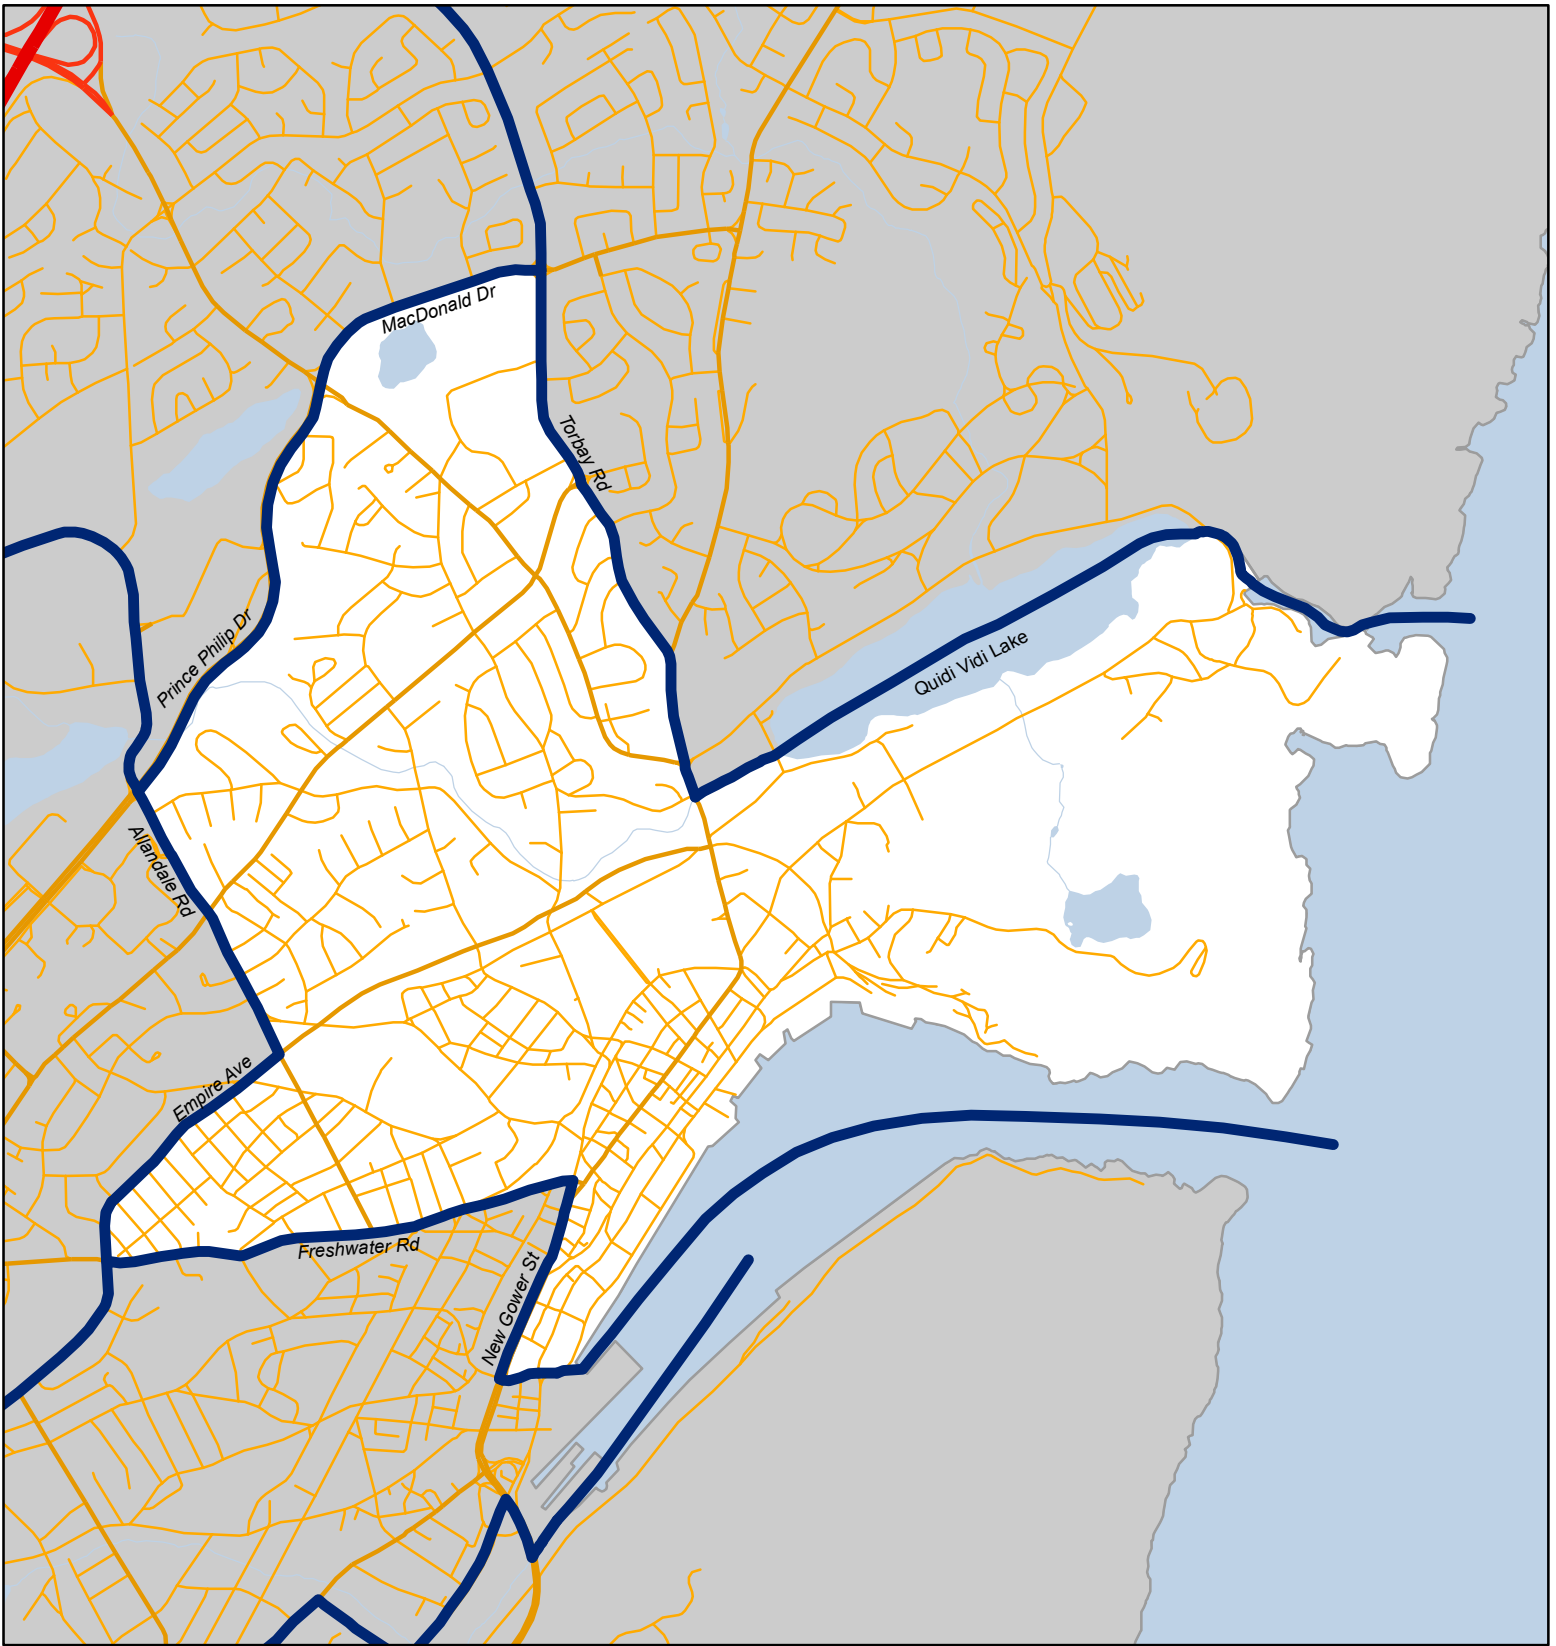 MacDonald Dr
Torbay Rd
Prince Philip Dr
Quidi Vidi Lake
Allandale Rd
Empire Ave
Freshwater Rd
New Gower St